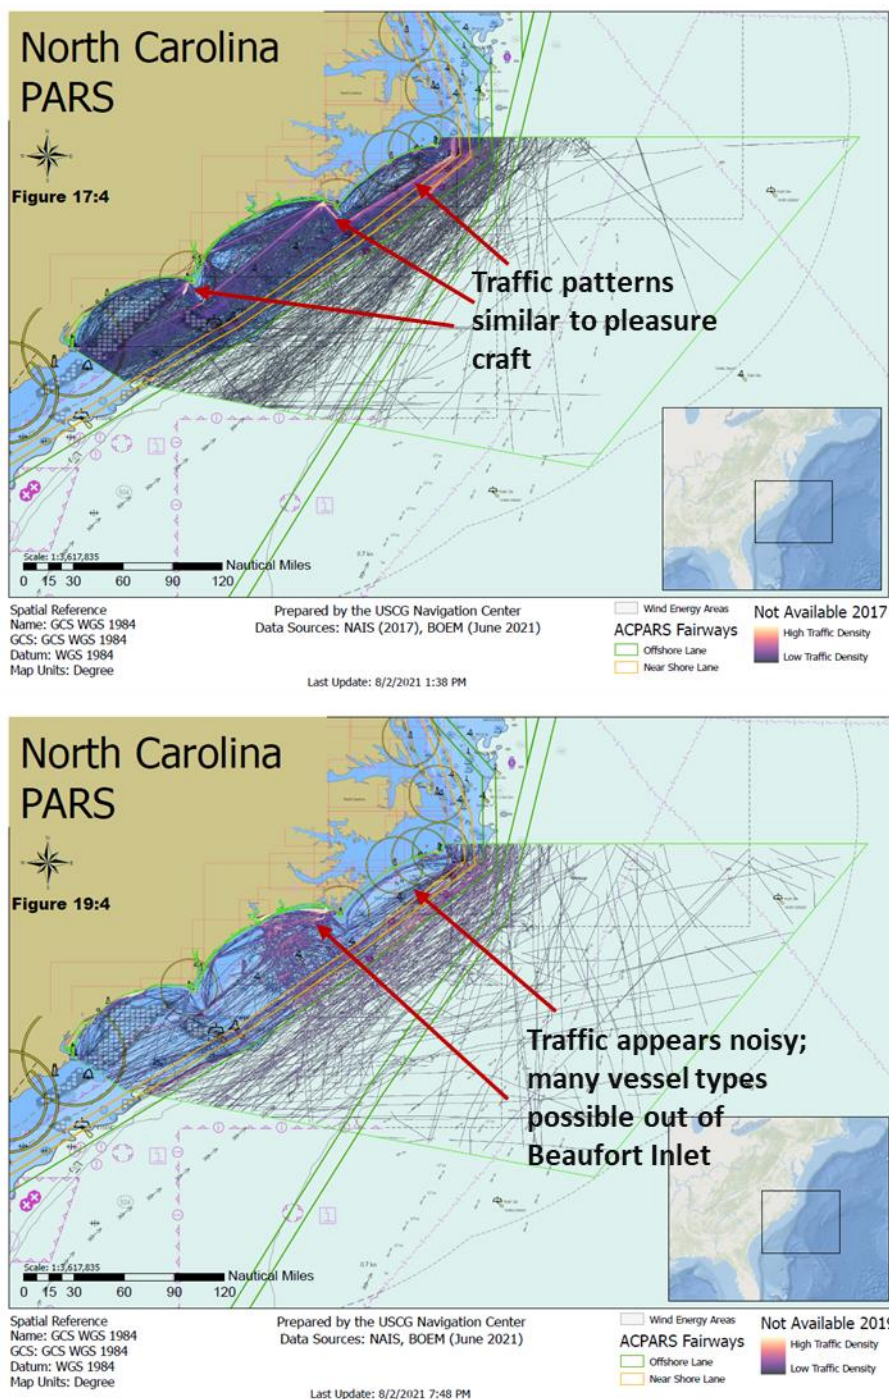 North Carolina
PARS
Figure 17:4
Traffic patterns
similar to pleasure
craft
Scale: 1:3,617,835
Nautical Miles
0 15 30 60 90 120
Spatial Reference
Name: GCS WGS 1984
GCS: GCS WGS 1984
Datum: WGS 1984
Map Units: Degree
Prepared by the USCG Navigation Center
Data Sources: NAIS (2017), BOEM (June 2021)
Last Update: 8/2/2021 1:38 PM
Wind Energy Areas
ACPARS Fairways
Offshore Lane
Near Shore Lane
Not Available 2017
High Traffic Density
Low Traffic Density
North Carolina
PARS
Figure 19:4
Traffic appears noisy;
many vessel types
possible out of
Beaufort Inlet
Scale: 1:3,617,835
Nautical Miles
0 15 30 60 90 120
Spatial Reference
Name: GCS WGS 1984
GCS: GCS WGS 1984
Datum: WGS 1984
Map Units: Degree
Prepared by the USCG Navigation Center
Data Sources: NAIS, BOEM (June 2021)
Last Update: 8/2/2021 7:48 PM
Wind Energy Areas
ACPARS Fairways
Offshore Lane
Near Shore Lane
Not Available 2019
High Traffic Density
Low Traffic Density